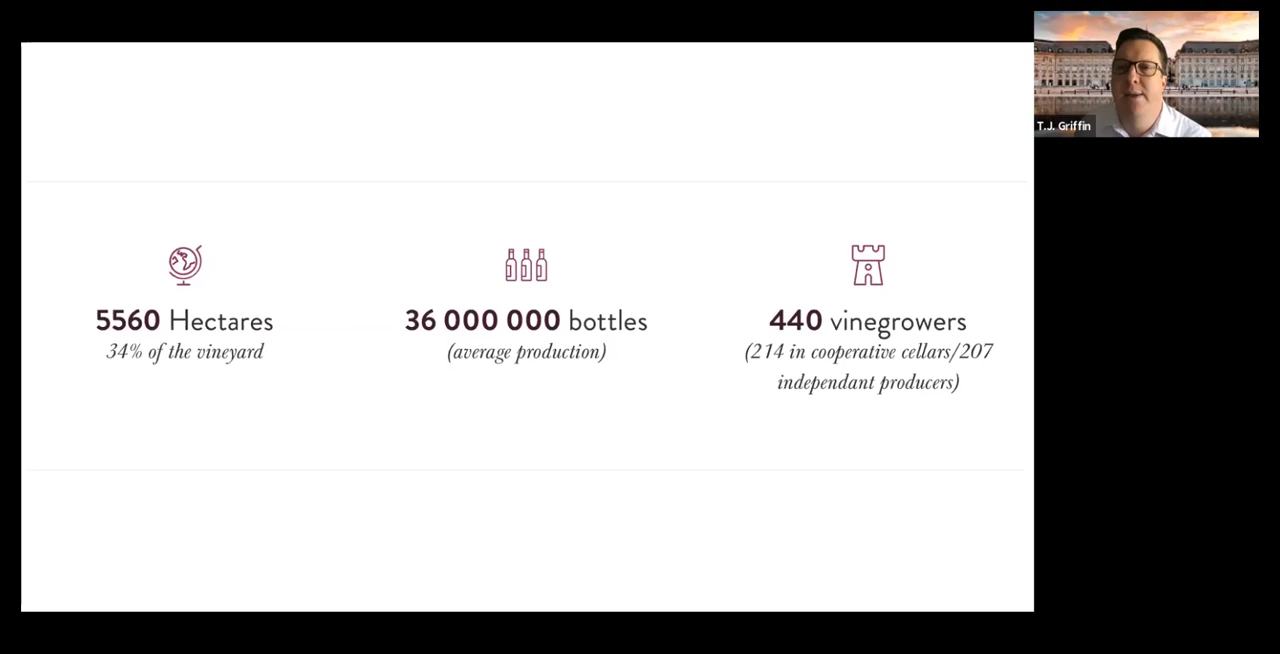 T.J. Griffin
5560 Hectares
34% of the vineyard
36 000 000 bottles
(average production)
440 vinegrowers
(214 in cooperative cellars/207
independant producers)